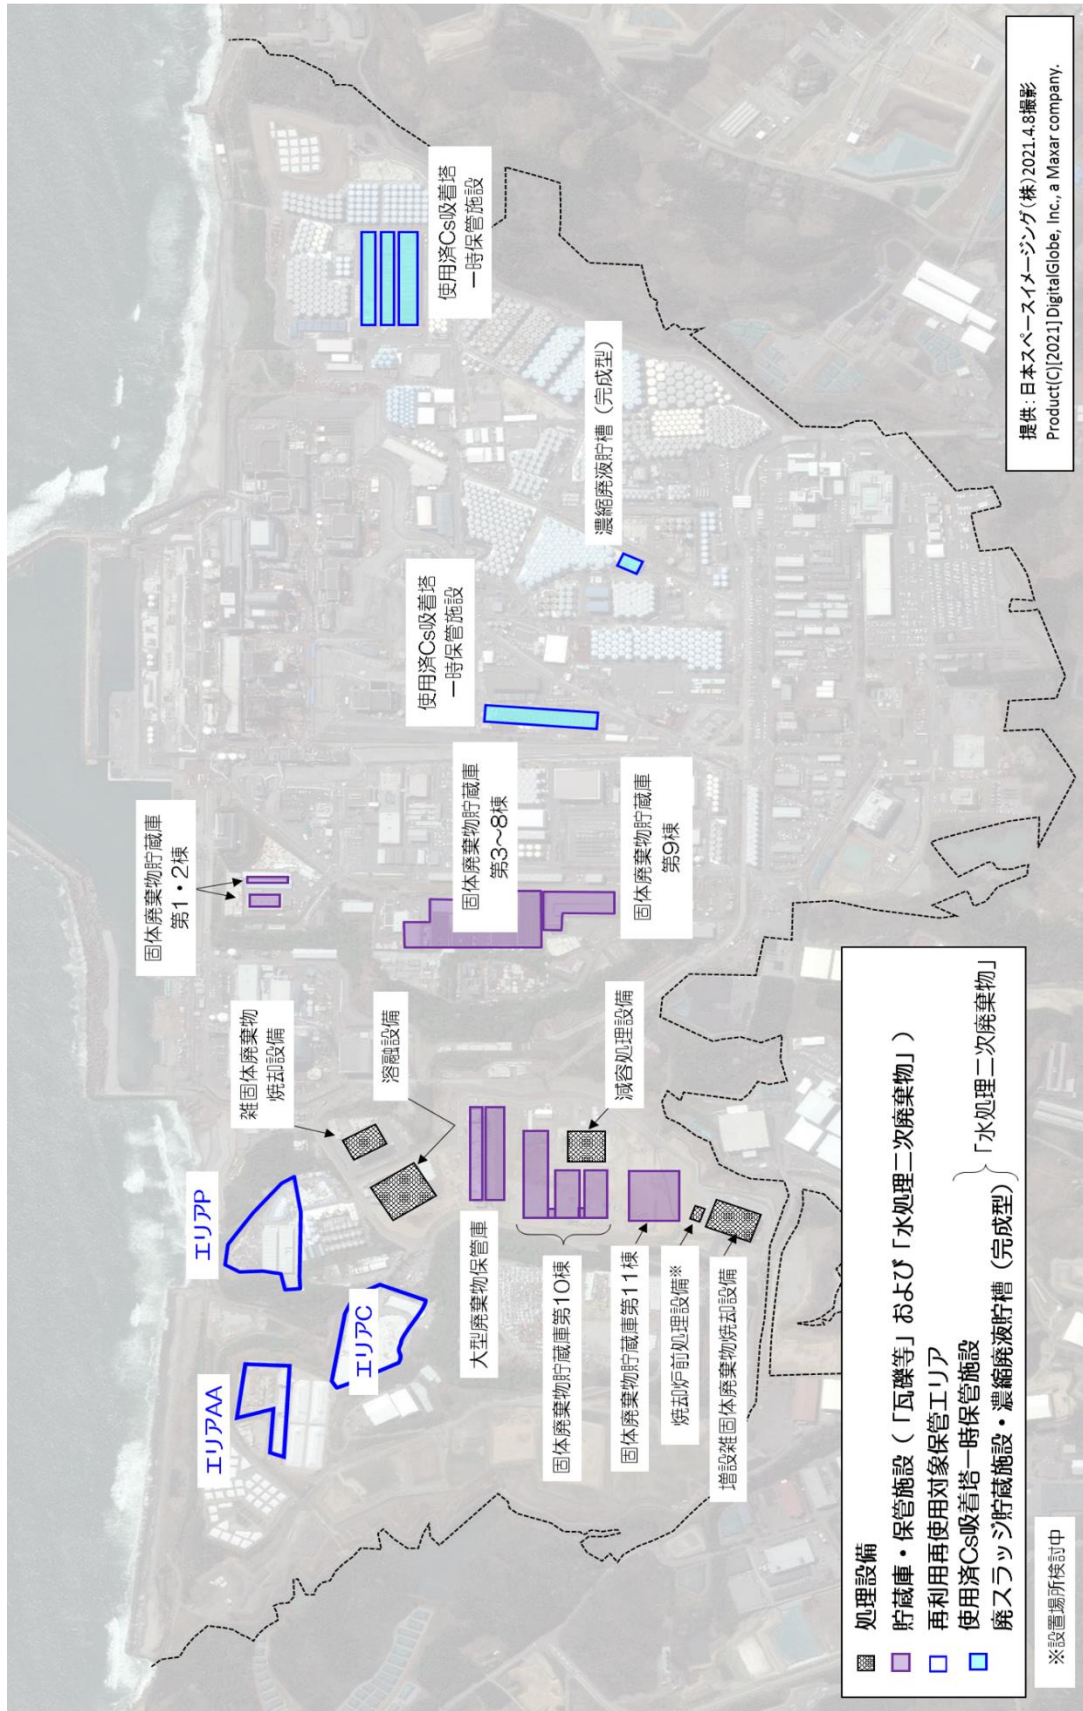 エリアAA
エリアP
エリアC
雑固体廃棄物
焼却設備
溶融設備
固体廃棄物貯蔵庫
第1・2棟
使用済Cs吸着塔
一時保管施設
使用済Cs吸着塔
一時保管施設
大型廃棄物保管庫
固体廃棄物貯蔵庫
第3～8棟
固体廃棄物貯蔵庫第10棟
減容処理設備
固体廃棄物貯蔵庫
第9棟
濃縮廃液貯槽（完成型）
固体廃棄物貯蔵庫第11棟
焼却炉前処理設備※
増設雑固体廃棄物焼却設備
処理設備
貯蔵庫・保管施設（「瓦礫等」および「水処理二次廃棄物」）
再利用再使用対象保管エリア
使用済Cs吸着塔一時保管施設
廃スラッジ貯蔵施設・濃縮廃液貯槽（完成型）
「水処理二次廃棄物」
※設置場所検討中
提供：日本スペースイメージング（株）2021.4.8撮影
Product(C)[2021]DigitalGlobe, Inc., a Maxar company.